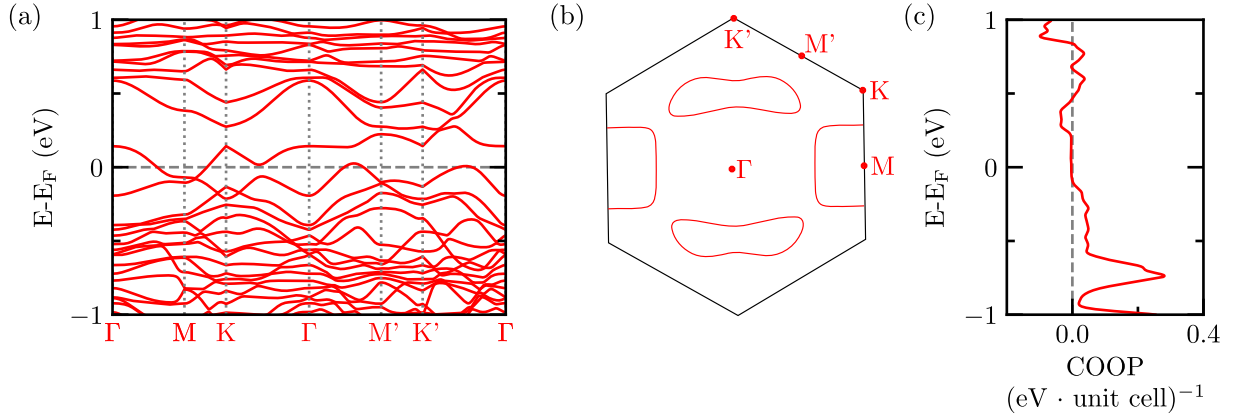 (a)
1
0
−1
E-E_F (eV)
Γ M K Γ M' K' Γ
(b)
K'
M'
K
M
Γ
(c)
1
0
−1
E-E_F (eV)
0.0 0.4
COOP
(eV · unit cell)⁻¹